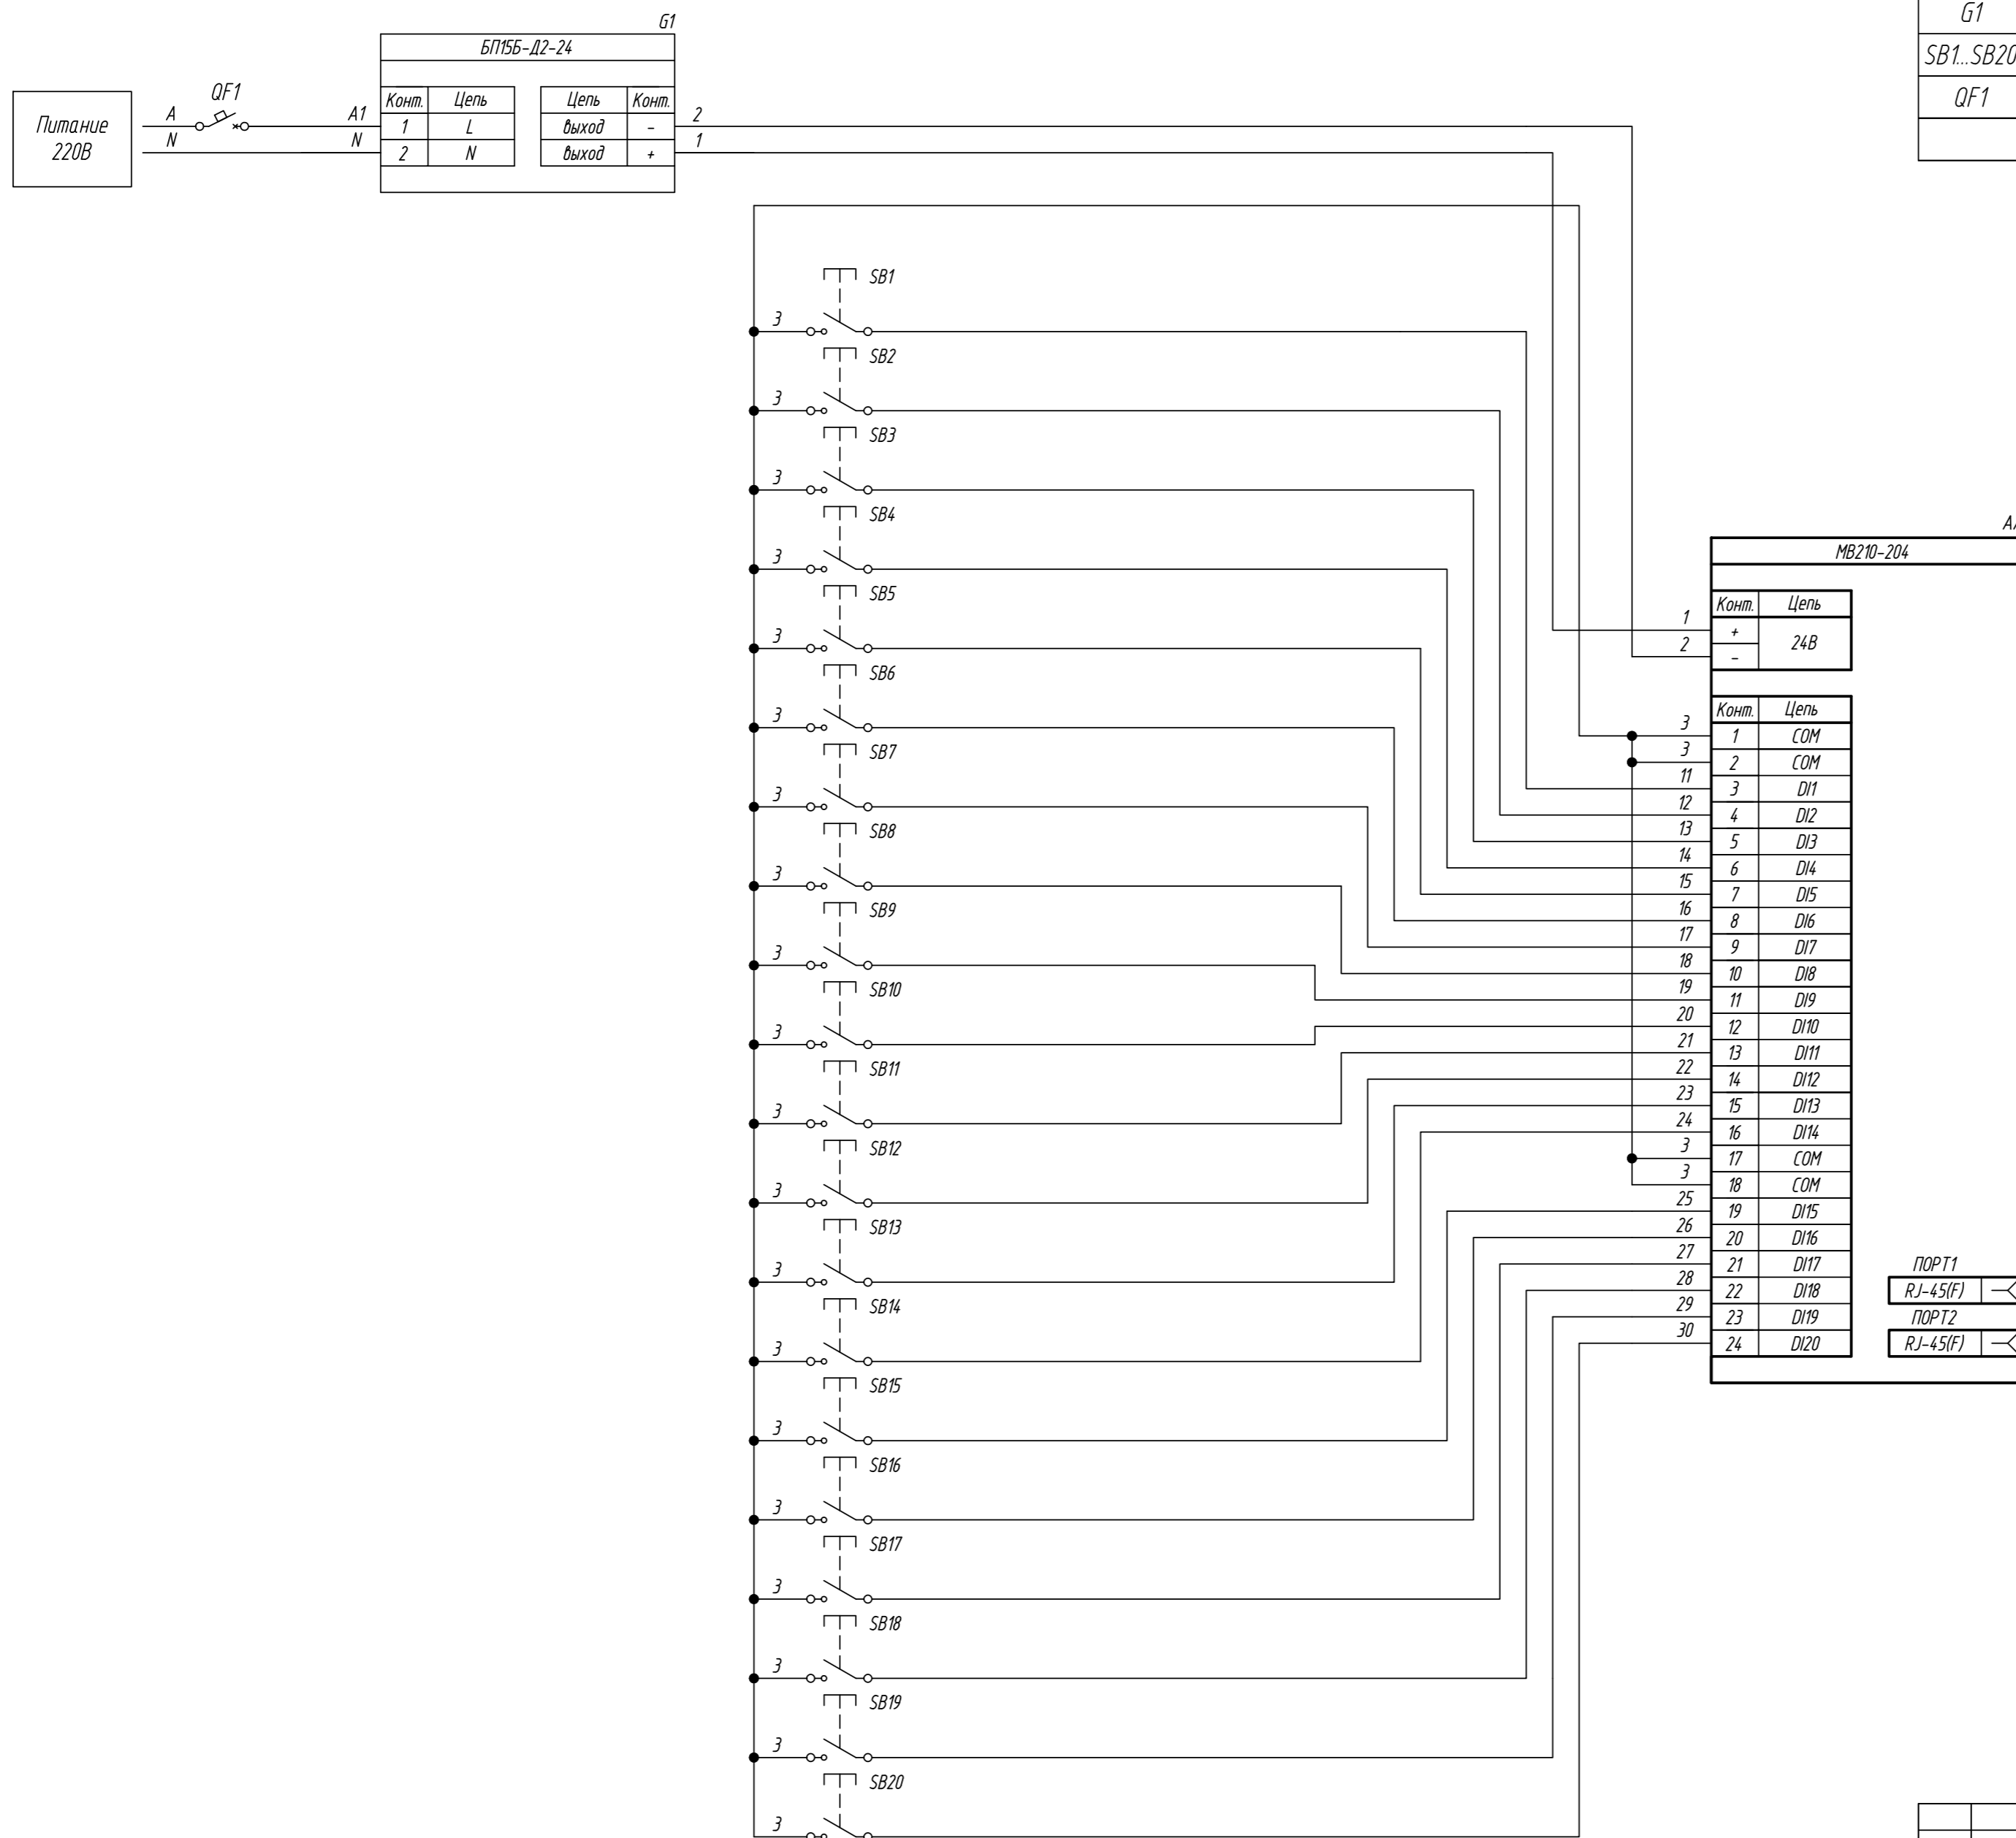 G1
SB1...SB20
QF1
G1
БП15Б-Д2-24
Конт. Цепь Цепь Конт.
1 L выход -
2 N выход +
Питание
220В
A QF1 A1
N N
2
1
SB1
3
SB2
3
SB3
3
SB4
3
SB5
3
SB6
3
SB7
3
SB8
3
SB9
3
SB10
3
SB11
3
SB12
3
SB13
3
SB14
3
SB15
3
SB16
3
SB17
3
SB18
3
SB19
3
SB20
3
МВ210-204
Конт. Цепь
1 + 24В
2 -
Конт. Цепь
3 1 COM
3 2 COM
11 3 DI1
12 4 DI2
13 5 DI3
14 6 DI4
15 7 DI5
16 8 DI6
17 9 DI7
18 10 DI8
19 11 DI9
20 12 DI10
21 13 DI11
22 14 DI12
23 15 DI13
24 16 DI14
3 17 COM
3 18 COM
25 19 DI15
26 20 DI16
27 21 DI17
28 22 DI18
29 23 DI19
30 24 DI20
ПОРТ1
RJ-45(F)
ПОРТ2
RJ-45(F)